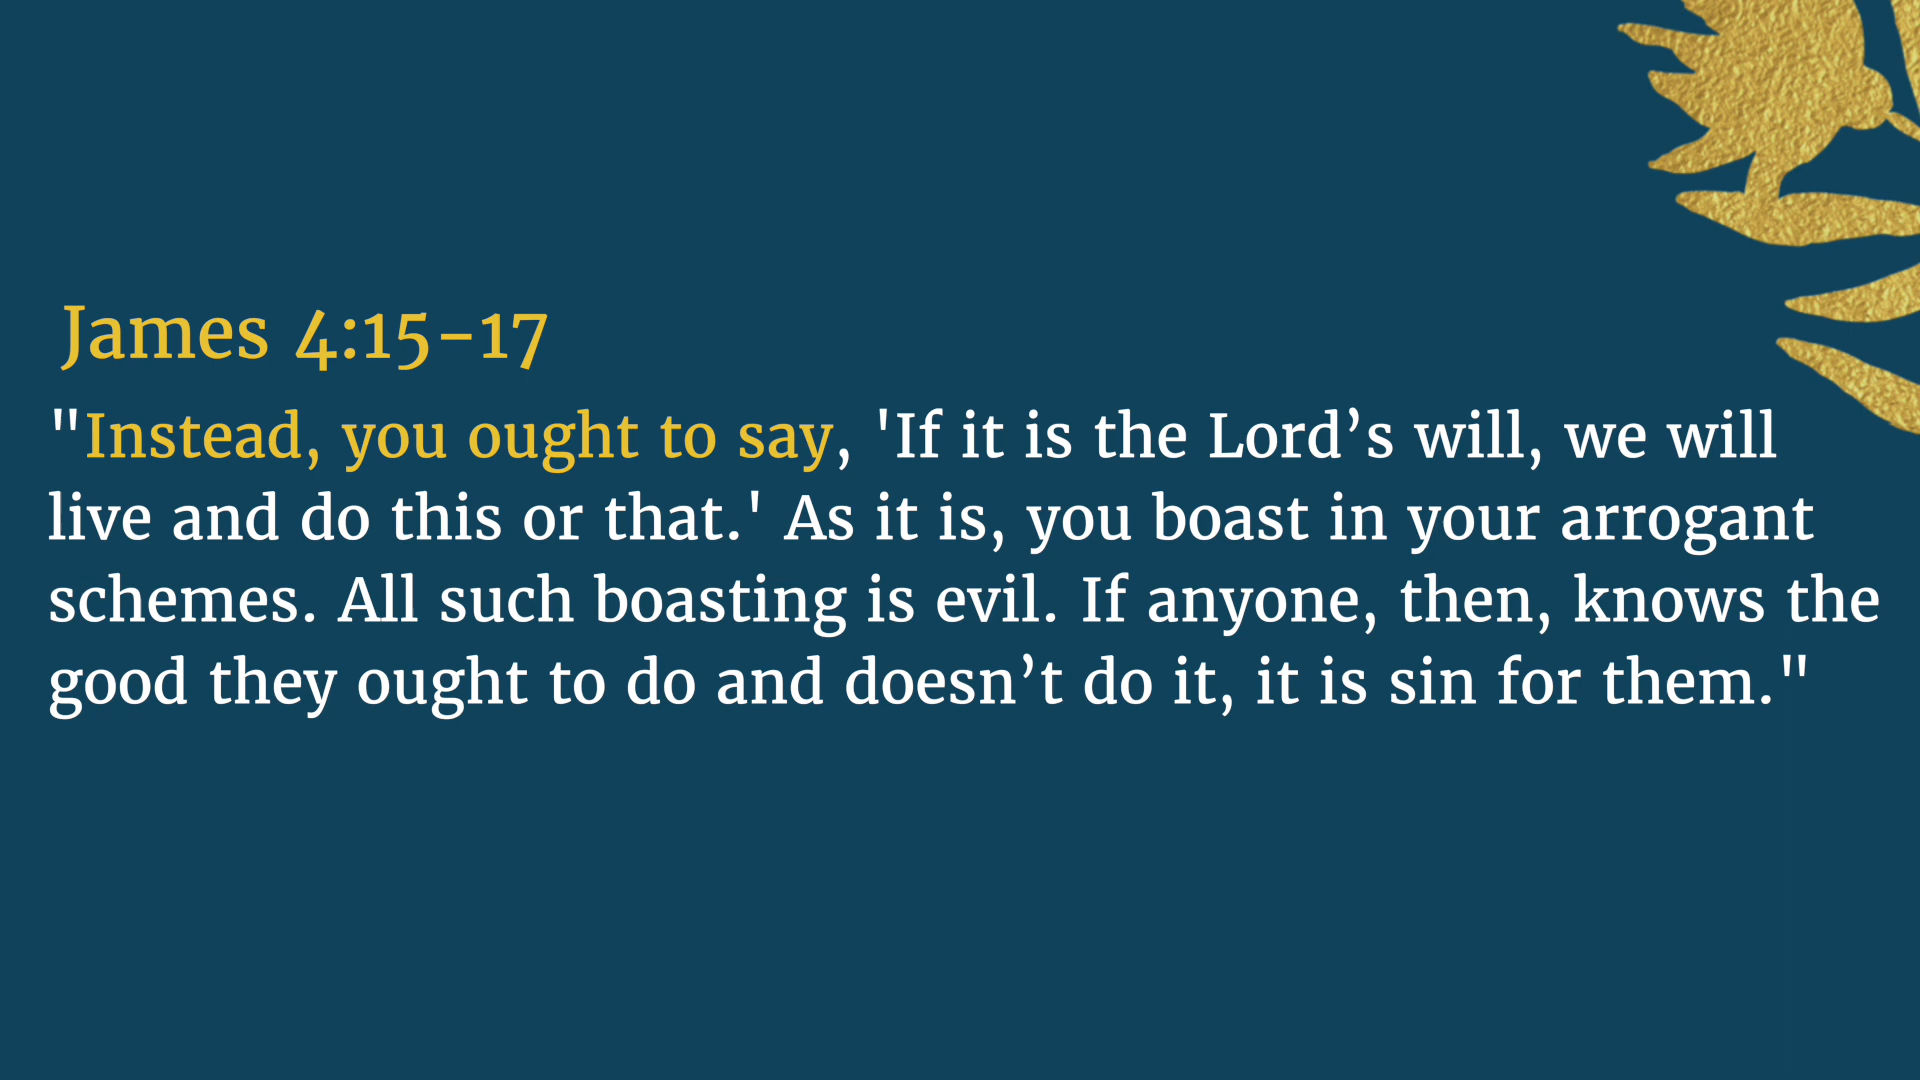 James 4:15-17
"Instead, you ought to say, 'If it is the Lord’s will, we will
live and do this or that.' As it is, you boast in your arrogant
schemes. All such boasting is evil. If anyone, then, knows the
good they ought to do and doesn’t do it, it is sin for them."